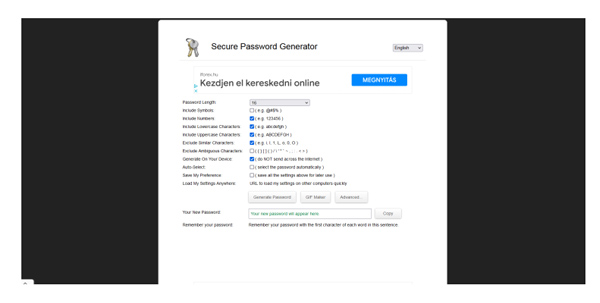 Secure Password Generator
English
Kezdjen el kereskedni online
MEGNYITÁS
Password Length:
16
Include Symbols:
( e.g. @#$% )
Include Numbers:
( e.g. 123456 )
Include Lowercase Characters:
( e.g. abcdefgh )
Include Uppercase Characters:
( e.g. ABCDEFGH )
Exclude Similar Characters:
( e.g. i, l, 1, L, o, 0, O )
Exclude Ambiguous Characters:
Generate On Your Device:
( do NOT send across the Internet )
Auto-Select:
( select the password automatically )
Save My Preference:
( save all the settings above for later use )
Load My Settings Anywhere:
URL to load my settings on other computers quickly
Generate Password
GIF Maker
Advanced...
Your New Password:
Your new password will appear here.
Copy
Remember your password:
Remember your password with the first character of each word in this sentence.